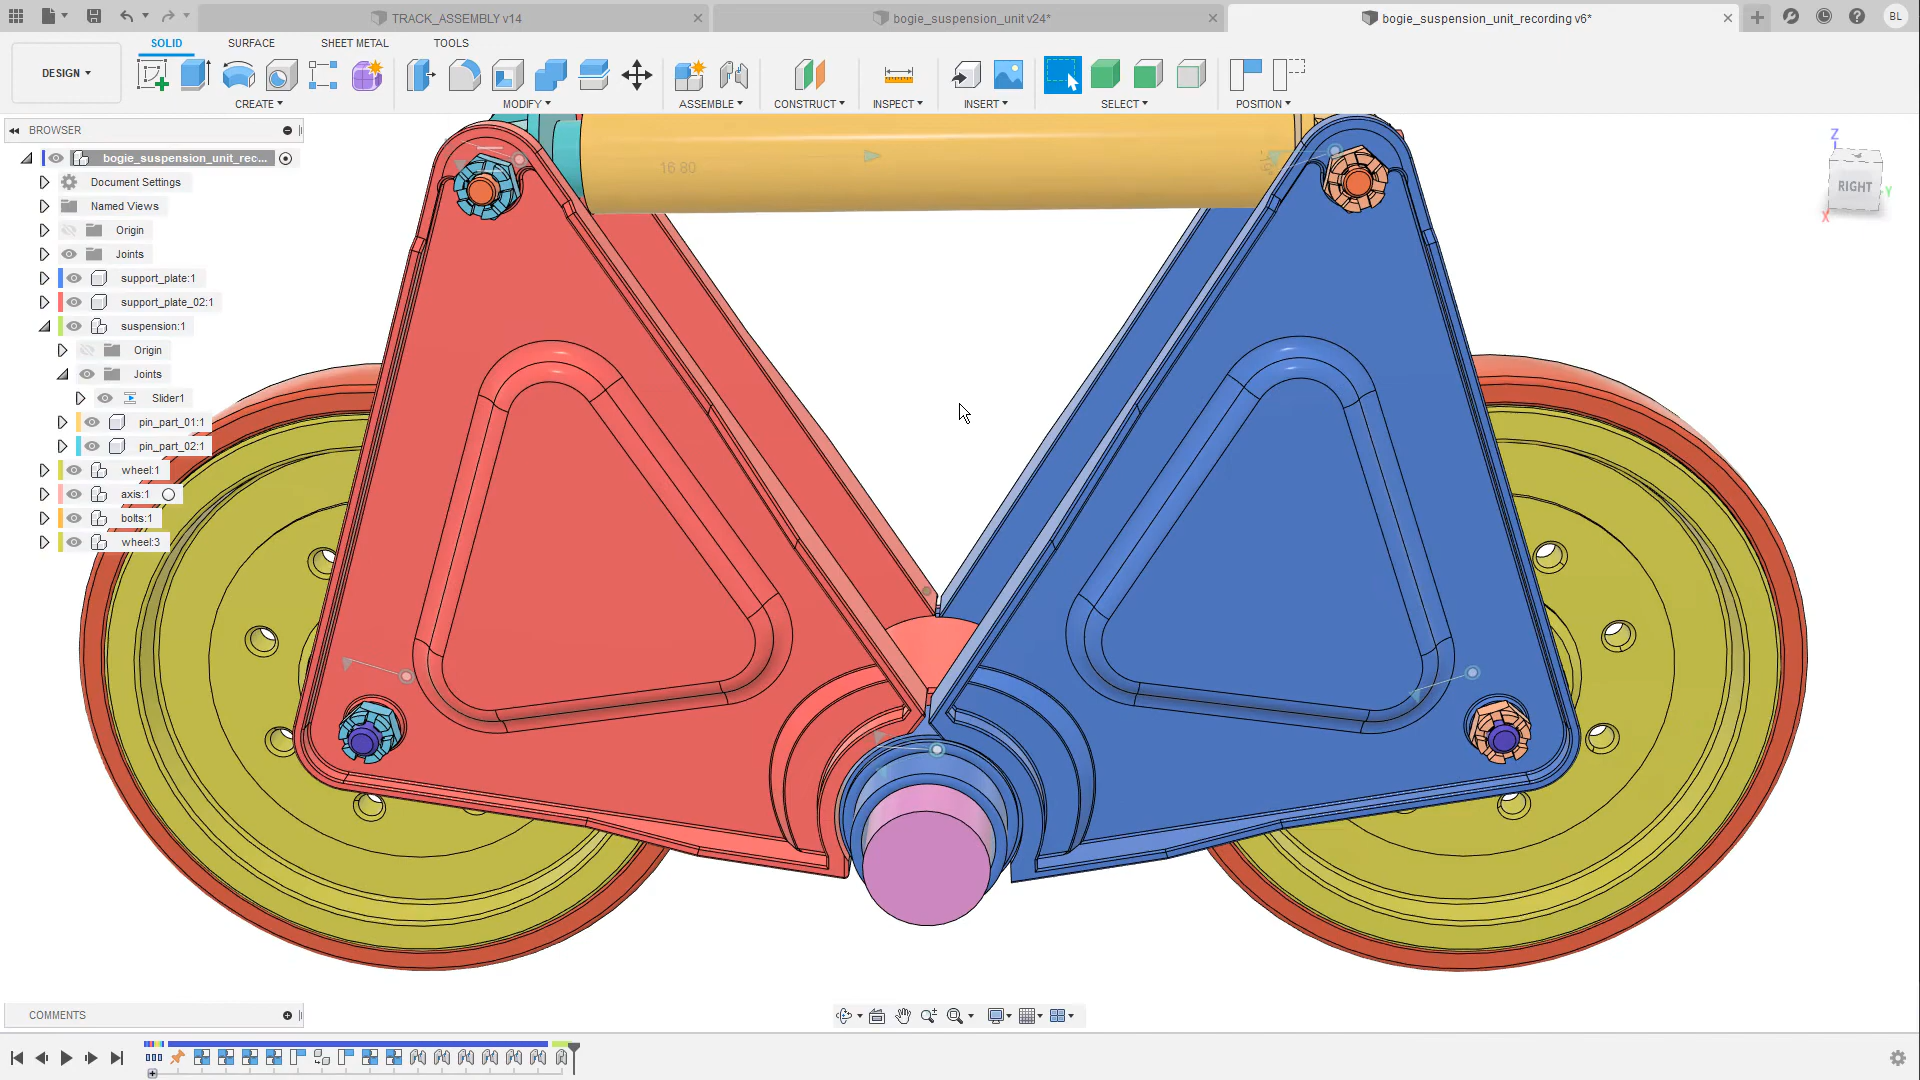 TRACK_ASSEMBLY v14
bogie_suspension_unit v24*
bogie_suspension_unit_recording v6*
BL
SOLID
SURFACE
SHEET METAL
TOOLS
DESIGN
CREATE
MODIFY
ASSEMBLE
CONSTRUCT
INSPECT
INSERT
SELECT
POSITION
BROWSER
bogie_suspension_unit_rec...
Document Settings
Named Views
Origin
Joints
support_plate:1
support_plate_02:1
suspension:1
Origin
Joints
Slider1
pin_part_01:1
pin_part_02:1
wheel:1
axis:1
bolts:1
wheel:3
16 80
Z
RIGHT
Y
X
COMMENTS